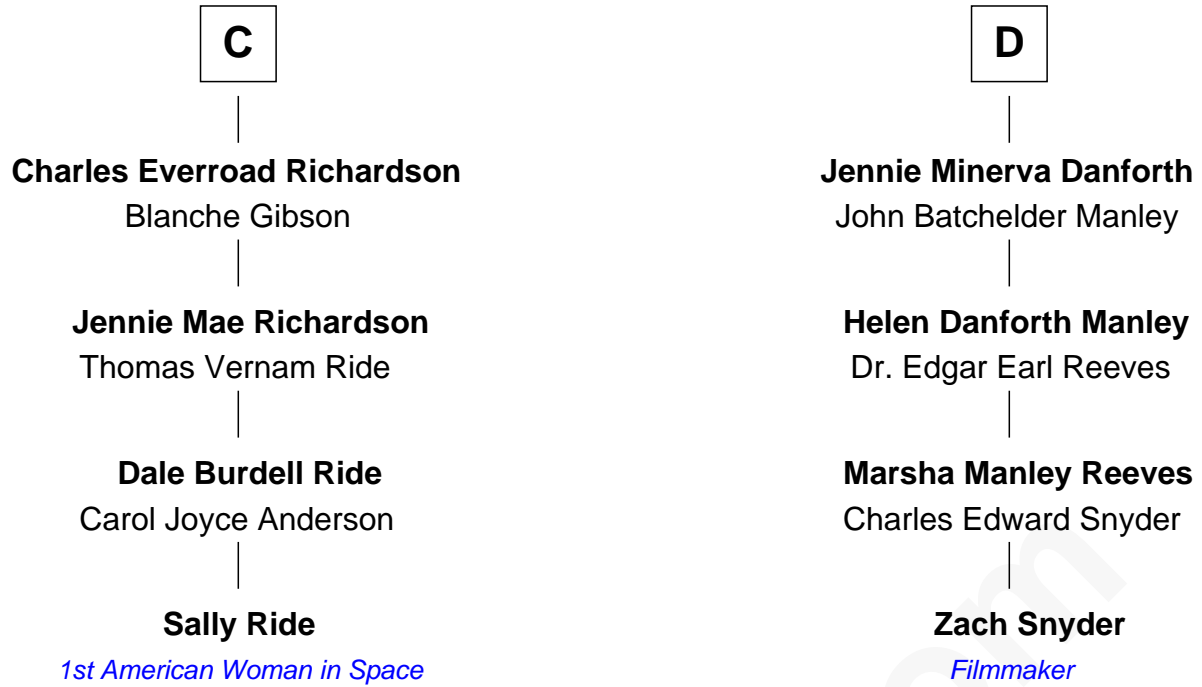 C
Charles Everroad Richardson
Blanche Gibson
Jennie Mae Richardson
Thomas Vernam Ride
Dale Burdell Ride
Carol Joyce Anderson
Sally Ride
1st American Woman in Space
D
Jennie Minerva Danforth
John Batchelder Manley
Helen Danforth Manley
Dr. Edgar Earl Reeves
Marsha Manley Reeves
Charles Edward Snyder
Zach Snyder
Filmmaker